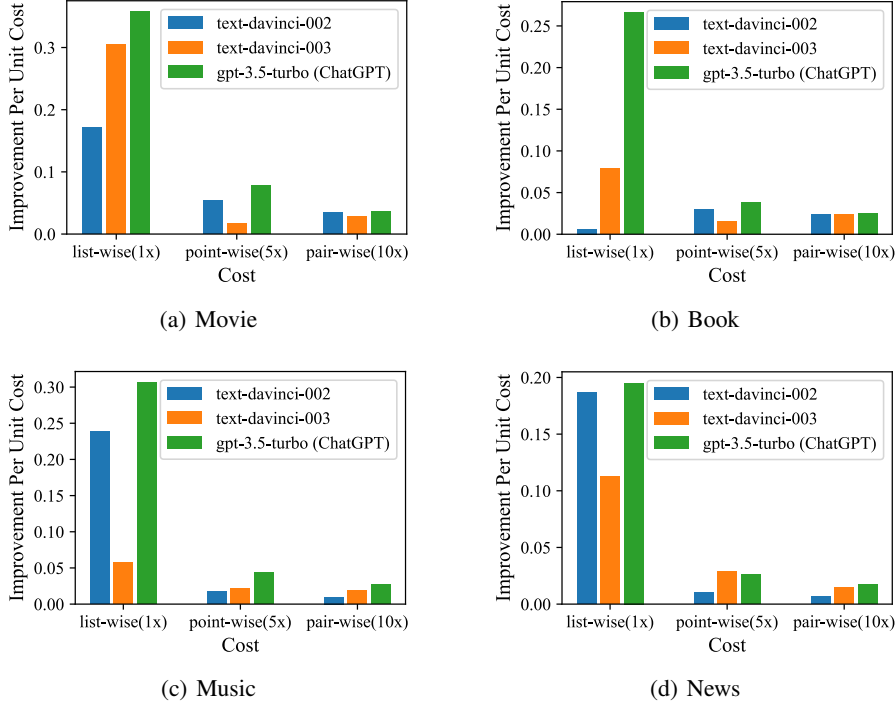 Improvement Per Unit Cost
0.3
0.2
0.1
0.0
text-davinci-002
text-davinci-003
gpt-3.5-turbo (ChatGPT)
list-wise(1x) point-wise(5x) pair-wise(10x)
Cost
(a) Movie
Improvement Per Unit Cost
0.25
0.20
0.15
0.10
0.05
0.00
text-davinci-002
text-davinci-003
gpt-3.5-turbo (ChatGPT)
list-wise(1x) point-wise(5x) pair-wise(10x)
Cost
(b) Book
Improvement Per Unit Cost
0.30
0.25
0.20
0.15
0.10
0.05
0.00
text-davinci-002
text-davinci-003
gpt-3.5-turbo (ChatGPT)
list-wise(1x) point-wise(5x) pair-wise(10x)
Cost
(c) Music
Improvement Per Unit Cost
0.20
0.15
0.10
0.05
0.00
text-davinci-002
text-davinci-003
gpt-3.5-turbo (ChatGPT)
list-wise(1x) point-wise(5x) pair-wise(10x)
Cost
(d) News